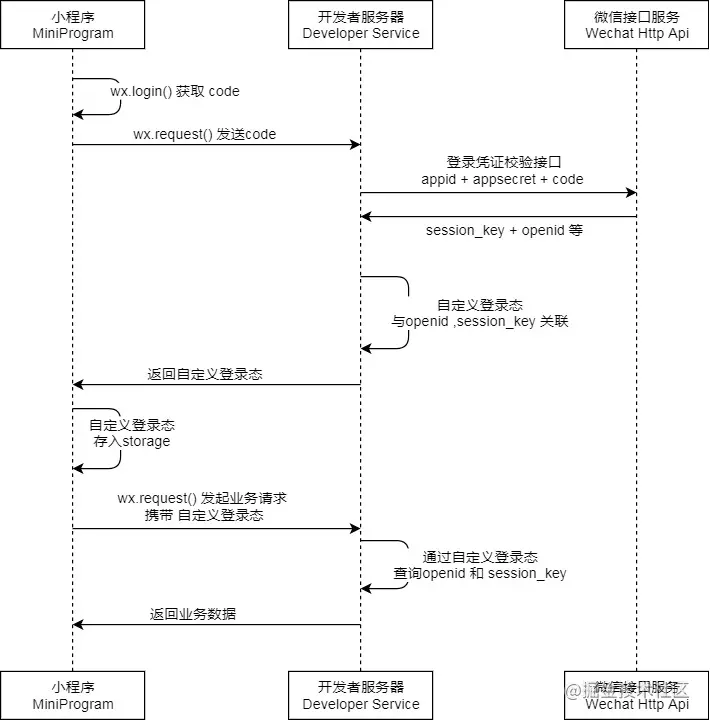 小程序
MiniProgram
开发者服务器
Developer Service
微信接口服务
Wechat Http Api
wx.login() 获取 code
wx.request() 发送code
登录凭证校验接口
appid + appsecret + code
session_key + openid 等
自定义登录态
与openid ,session_key 关联
返回自定义登录态
自定义登录态
存入storage
wx.request() 发起业务请求
携带 自定义登录态
通过自定义登录态
查询openid 和 session_key
返回业务数据
小程序
MiniProgram
开发者服务器
Developer Service
微信接口服务
Wechat Http Api
@掘金技术社区